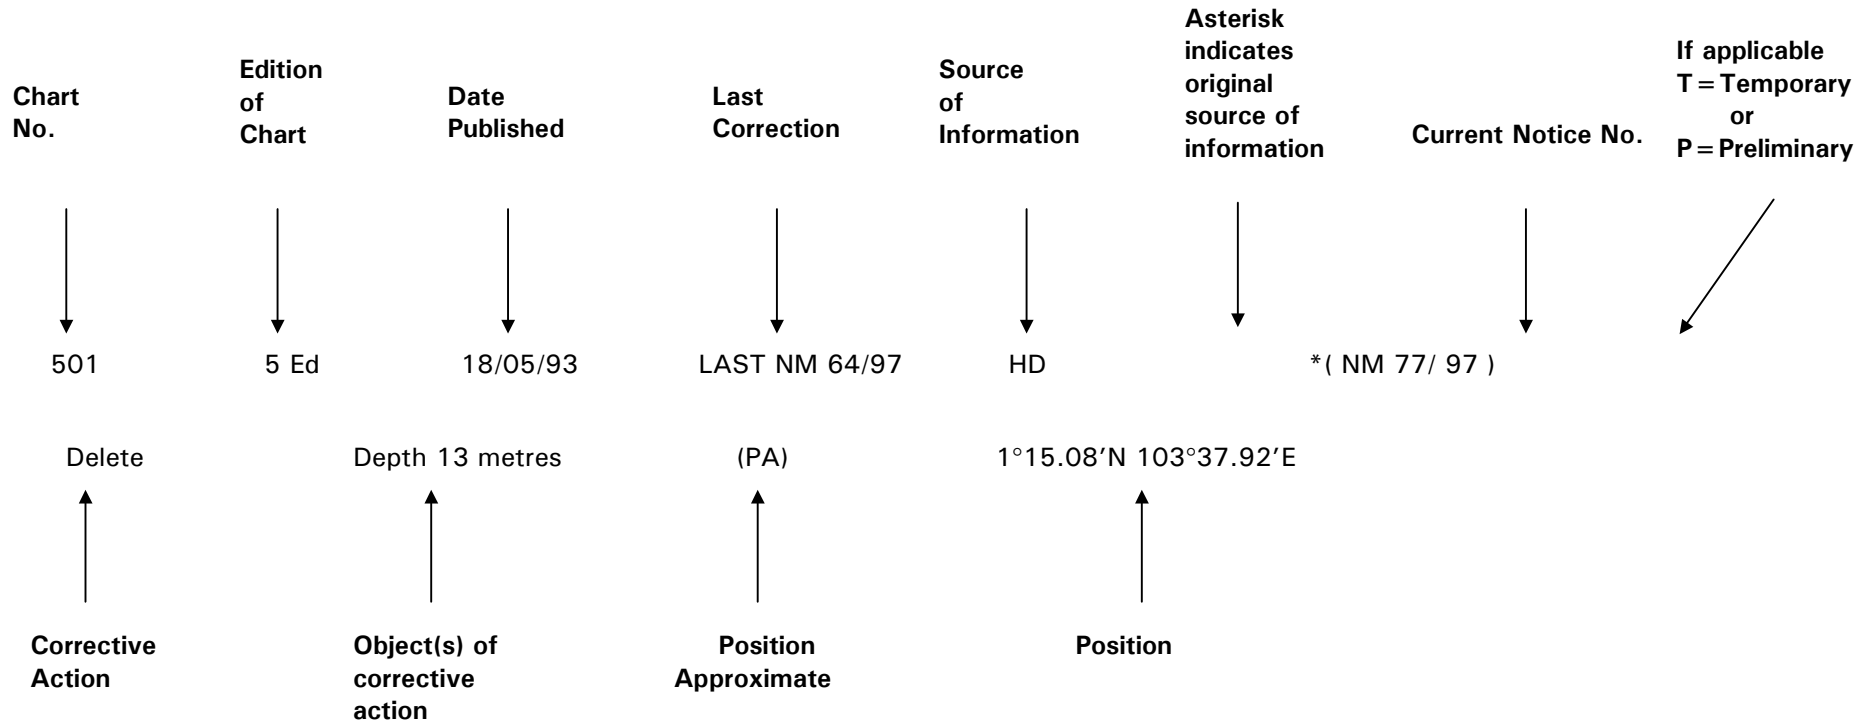 Chart
No.
Edition
of
Chart
Date
Published
Last
Correction
Source
of
Information
Asterisk
indicates
original
source of
information
Current Notice No.
If applicable
T = Temporary
or
P = Preliminary
501 5 Ed 18/05/93 LAST NM 64/97 HD *( NM 77/ 97 )
Delete Depth 13 metres (PA) 1°15.08’N 103°37.92’E
Corrective
Action
Object(s) of
corrective
action
Position
Approximate
Position